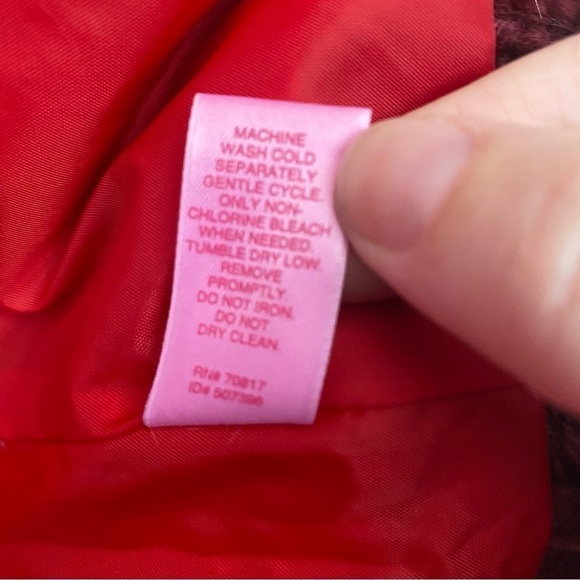 MACHINE
WASH COLD
SEPARATELY
GENTLE CYCLE.
ONLY NON-
CHLORINE BLEACH
WHEN NEEDED.
TUMBLE DRY LOW.
REMOVE
PROMPTLY.
DO NOT IRON.
DO NOT
DRY CLEAN.
RN# 70817
ID# 507396